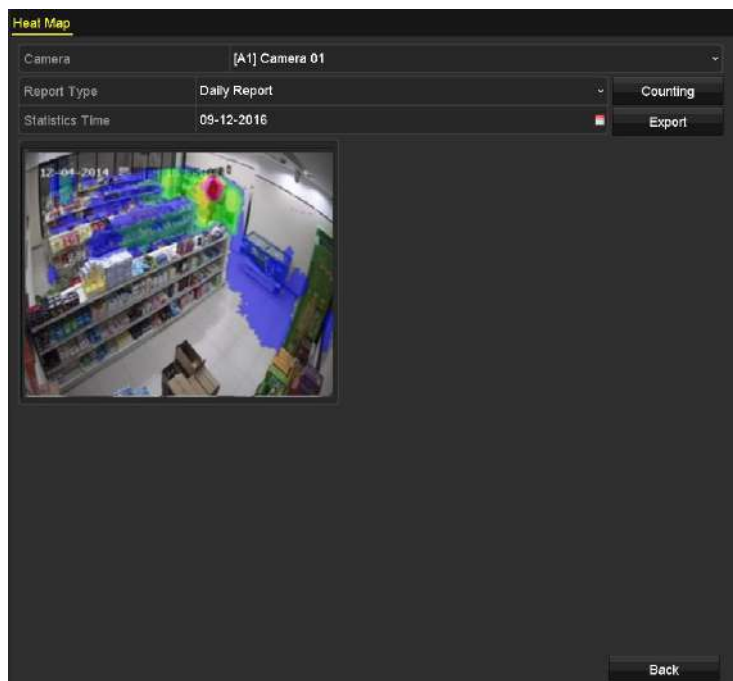 Heat Map
Camera [A1] Camera 01
Report Type Daily Report Counting
Statistics Time 09-12-2016 Export
12-04-2014
Back